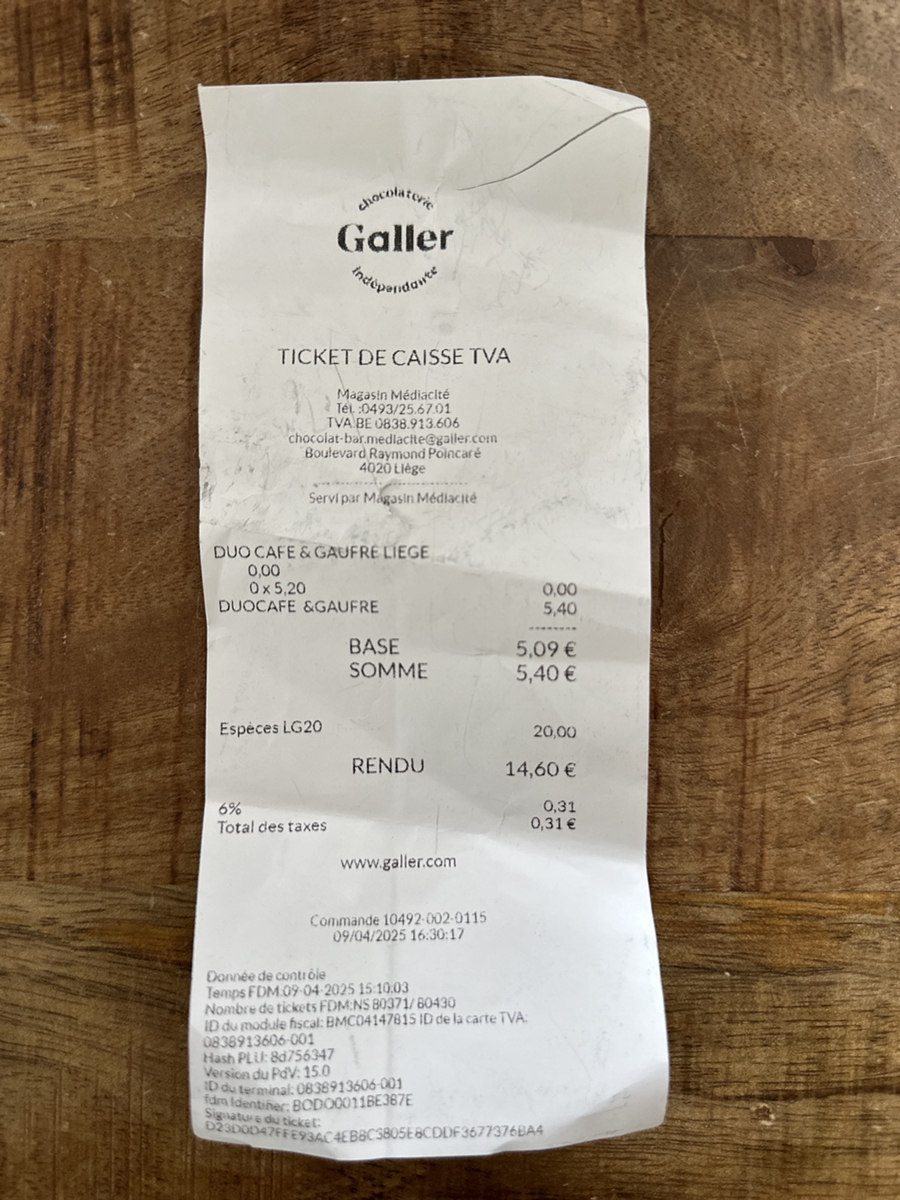 chocolaterie
Galler
indépendante
TICKET DE CAISSE TVA
Magasin Médiacité
Tél. :0493/25.67.01
TVA BE 0838.913.606
chocolat-bar.mediacite@galler.com
Boulevard Raymond Poincaré
4020 Liège
Servi par Magasin Médiacité
DUO CAFE & GAUFRE LIEGE
0,00
0 x 5,20 0,00
DUOCAFE &GAUFRE 5,40
BASE 5,09 €
SOMME 5,40 €
Espèces LG20 20,00
RENDU 14,60 €
6% 0,31
Total des taxes 0,31 €
www.galler.com
Commande 10492-002-0115
09/04/2025 16:30:17
Donnée de contrôle
Temps FDM:09-04-2025 15:10:03
Nombre de tickets FDM:NS 80371/ 80430
ID du module fiscal: BMC04147815 ID de la carte TVA:
0838913606-001
Hash PLU: 8d756347
Version du PdV: 15.0
ID du terminal: 0838913606-001
fdm Identifier: BODO0011BE387E
Signature du ticket:
D23D0D47FFE93AC4EB8C3805E8CDDF3677376BA4